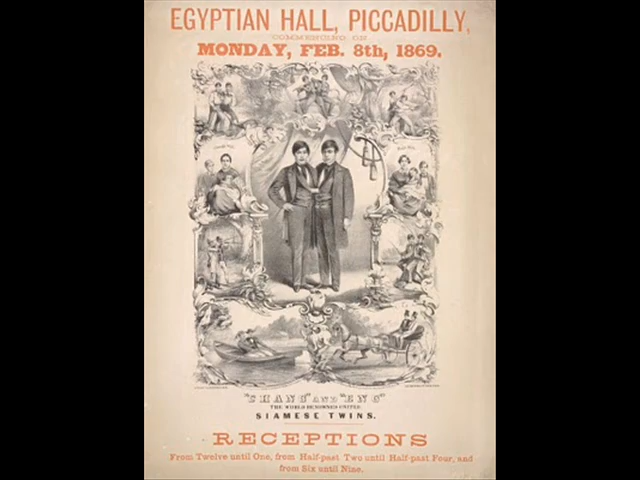 EGYPTIAN HALL, PICCADILLY,
COMMENCING ON
MONDAY, FEB. 8th, 1869.
"CHANG" AND "ENG"
THE WORLD RENOWNED UNITED
SIAMESE TWINS.
RECEPTIONS
From Twelve until One, from Half-past Two until Half-past Four, and
from Six until Nine.